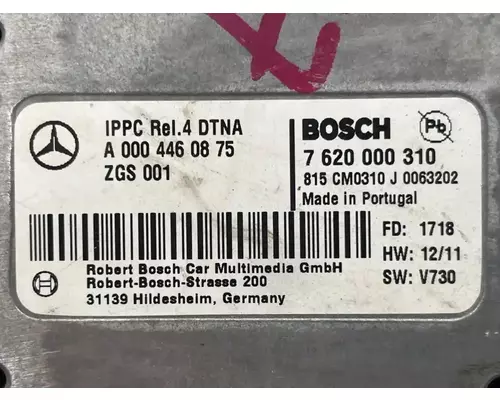 IPPC Rel.4 DTNA
A 000 446 08 75
ZGS 001
BOSCH
Pb
7 620 000 310
815 CM0310 J 0063202
Made in Portugal
FD: 1718
HW: 12/11
SW: V730
Robert Bosch Car Multimedia GmbH
Robert-Bosch-Strasse 200
31139 Hildesheim, Germany